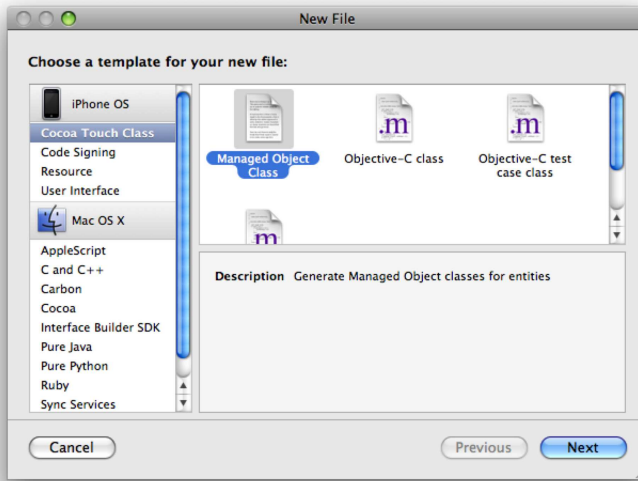 New File
Choose a template for your new file:
iPhone OS
Cocoa Touch Class
Code Signing
Resource
User Interface
Mac OS X
AppleScript
C and C++
Carbon
Cocoa
Interface Builder SDK
Pure Java
Pure Python
Ruby
Sync Services
.m
.m
Managed Object
Class
Objective-C class
Objective-C test
case class
m
Description Generate Managed Object classes for entities
Cancel
Previous
Next